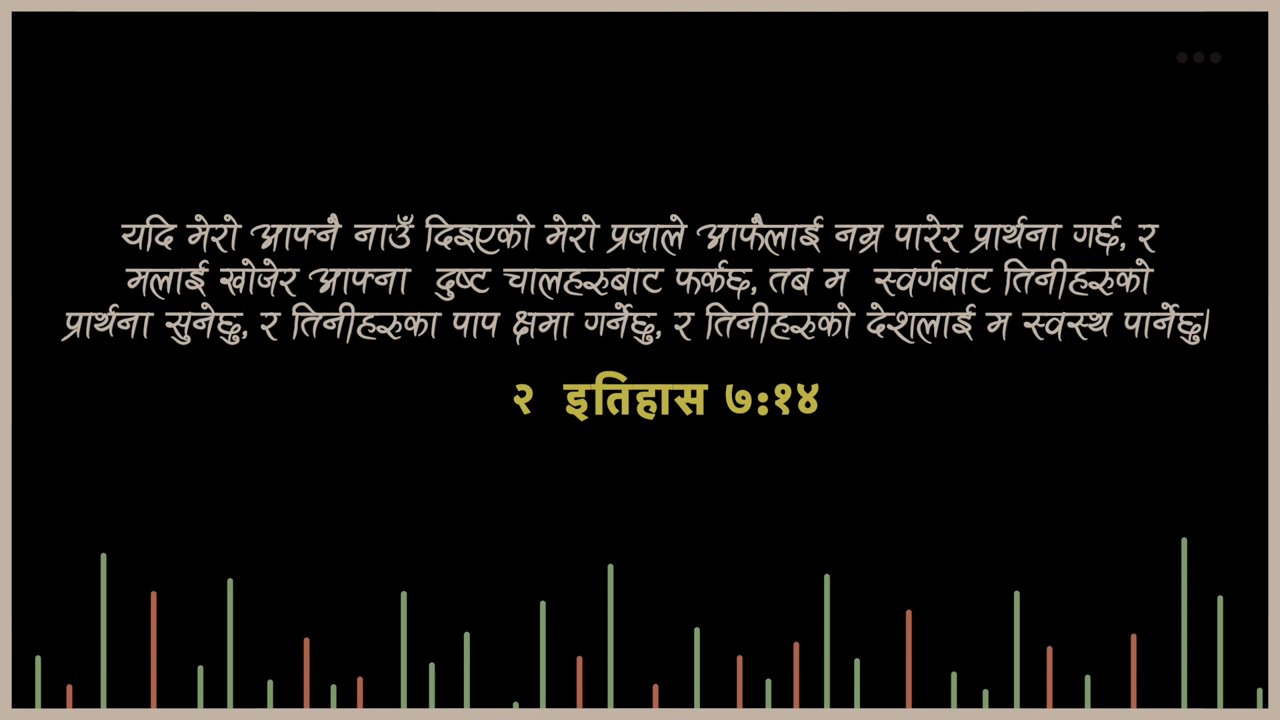 यदि मेरो आफ्नै नाउँ दिइएको मेरो प्रजाले आफैलाई नम्र पारेर प्रार्थना गर्छ, र
मलाई खोजेर आफ्ना दुष्ट चालहरुबाट फर्कछ, तब म स्वर्गबाट तिनीहरुको
प्रार्थना सुनेछु, र तिनीहरुका पाप क्षमा गर्नेछु, र तिनीहरुको देशलाई म स्वस्थ पार्नेछु|
२ इतिहास ७:१४